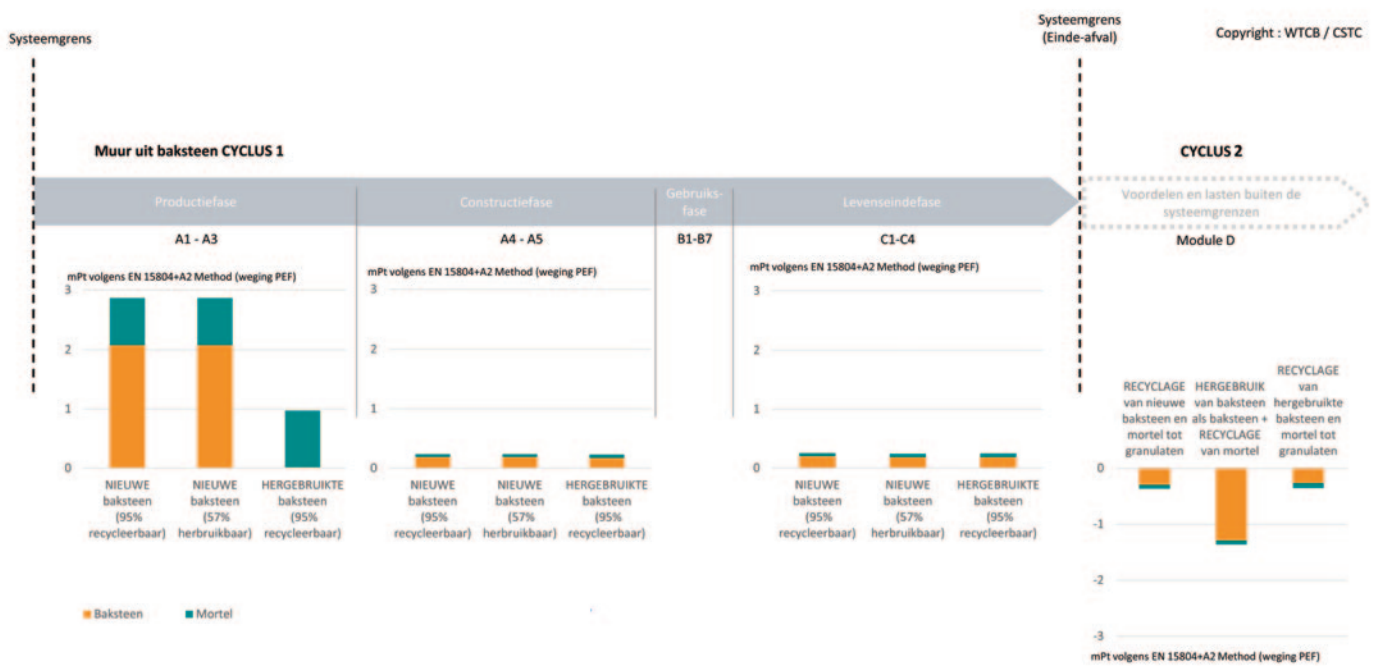 Systeemgrens
Systeemgrens
(Einde-afval)
Copyright : WTCB / CSTC
Muur uit baksteen CYCLUS 1
CYCLUS 2
Productiefase
Constructiefase
Gebruiks-
fase
Levenseindefase
Voordelen en lasten buiten de
systeemgrenzen
A1 - A3
A4 - A5
B1-B7
C1-C4
Module D
mPt volgens EN 15804+A2 Method (weging PEF)
3
2
1
0
NIEUWE
baksteen
(95%
recycleerbaar)
NIEUWE
baksteen
(57%
herbruikbaar)
HERGEBRUIKTE
baksteen
(95%
recycleerbaar)
mPt volgens EN 15804+A2 Method (weging PEF)
3
2
1
0
NIEUWE
baksteen
(95%
recycleerbaar)
NIEUWE
baksteen
(57%
herbruikbaar)
HERGEBRUIKTE
baksteen
(95%
recycleerbaar)
mPt volgens EN 15804+A2 Method (weging PEF)
3
2
1
0
NIEUWE
baksteen
(95%
recycleerbaar)
NIEUWE
baksteen
(57%
herbruikbaar)
HERGEBRUIKTE
baksteen
(95%
recycleerbaar)
RECYCLAGE
van nieuwe
baksteen en
mortel tot
granulaten
HERGEBRUIK
van baksteen
als baksteen +
RECYCLAGE
van mortel
RECYCLAGE
van
hergebruikte
baksteen en
mortel tot
granulaten
0
-1
-2
-3
mPt volgens EN 15804+A2 Method (weging PEF)
Baksteen
Mortel